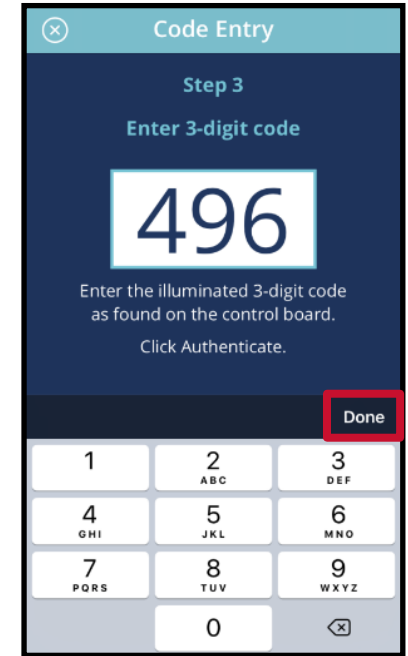 Code Entry
Step 3
Enter 3-digit code
496
Enter the illuminated 3-digit code
as found on the control board.
Click Authenticate.
Done
1 2 3
ABC DEF
4 5 6
GHI JKL MNO
7 8 9
PQRS TUV WXYZ
0